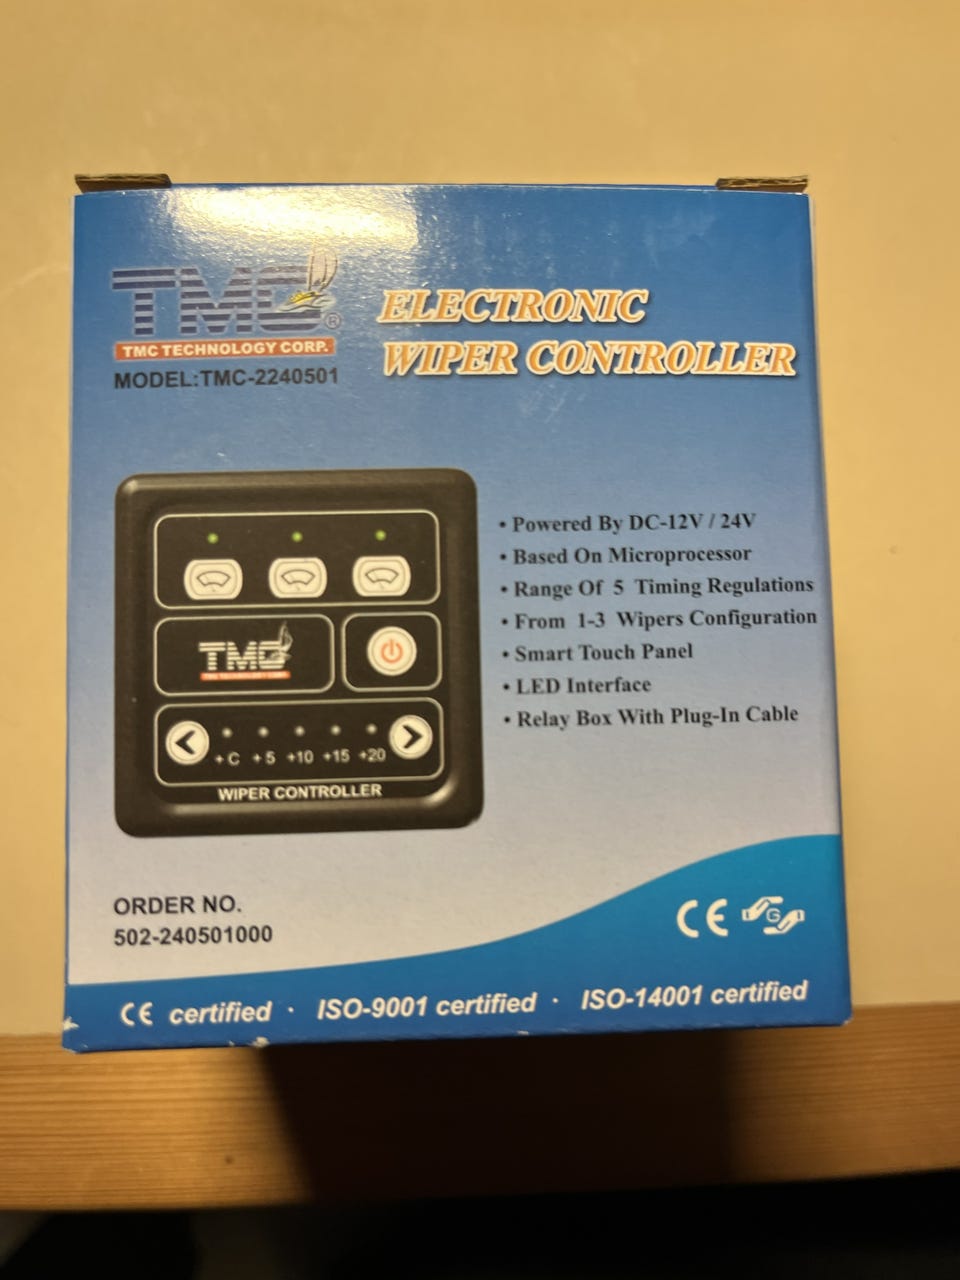 TMC®
TMC TECHNOLOGY CORP.
MODEL:TMC-2240501
ELECTRONIC
WIPER CONTROLLER
TMC
+ C +5 +10 +15 +20
WIPER CONTROLLER
• Powered By DC-12V / 24V
• Based On Microprocessor
• Range Of 5 Timing Regulations
• From 1-3 Wipers Configuration
• Smart Touch Panel
• LED Interface
• Relay Box With Plug-In Cable
ORDER NO.
502-240501000
CE G
CE certified · ISO-9001 certified · ISO-14001 certified